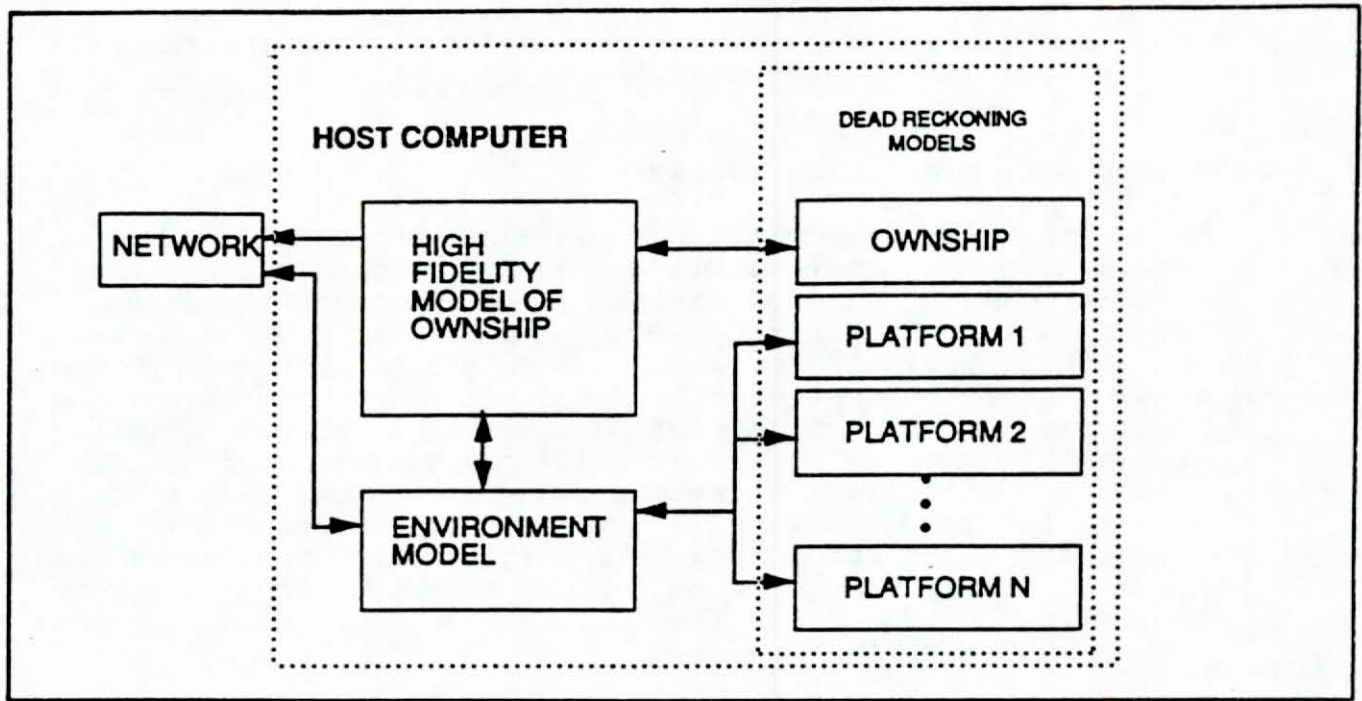 HOST COMPUTER
DEAD RECKONING
MODELS
NETWORK
HIGH
FIDELITY
MODEL OF
OWNSHIP
OWNSHIP
PLATFORM 1
PLATFORM 2
ENVIRONMENT
MODEL
PLATFORM N